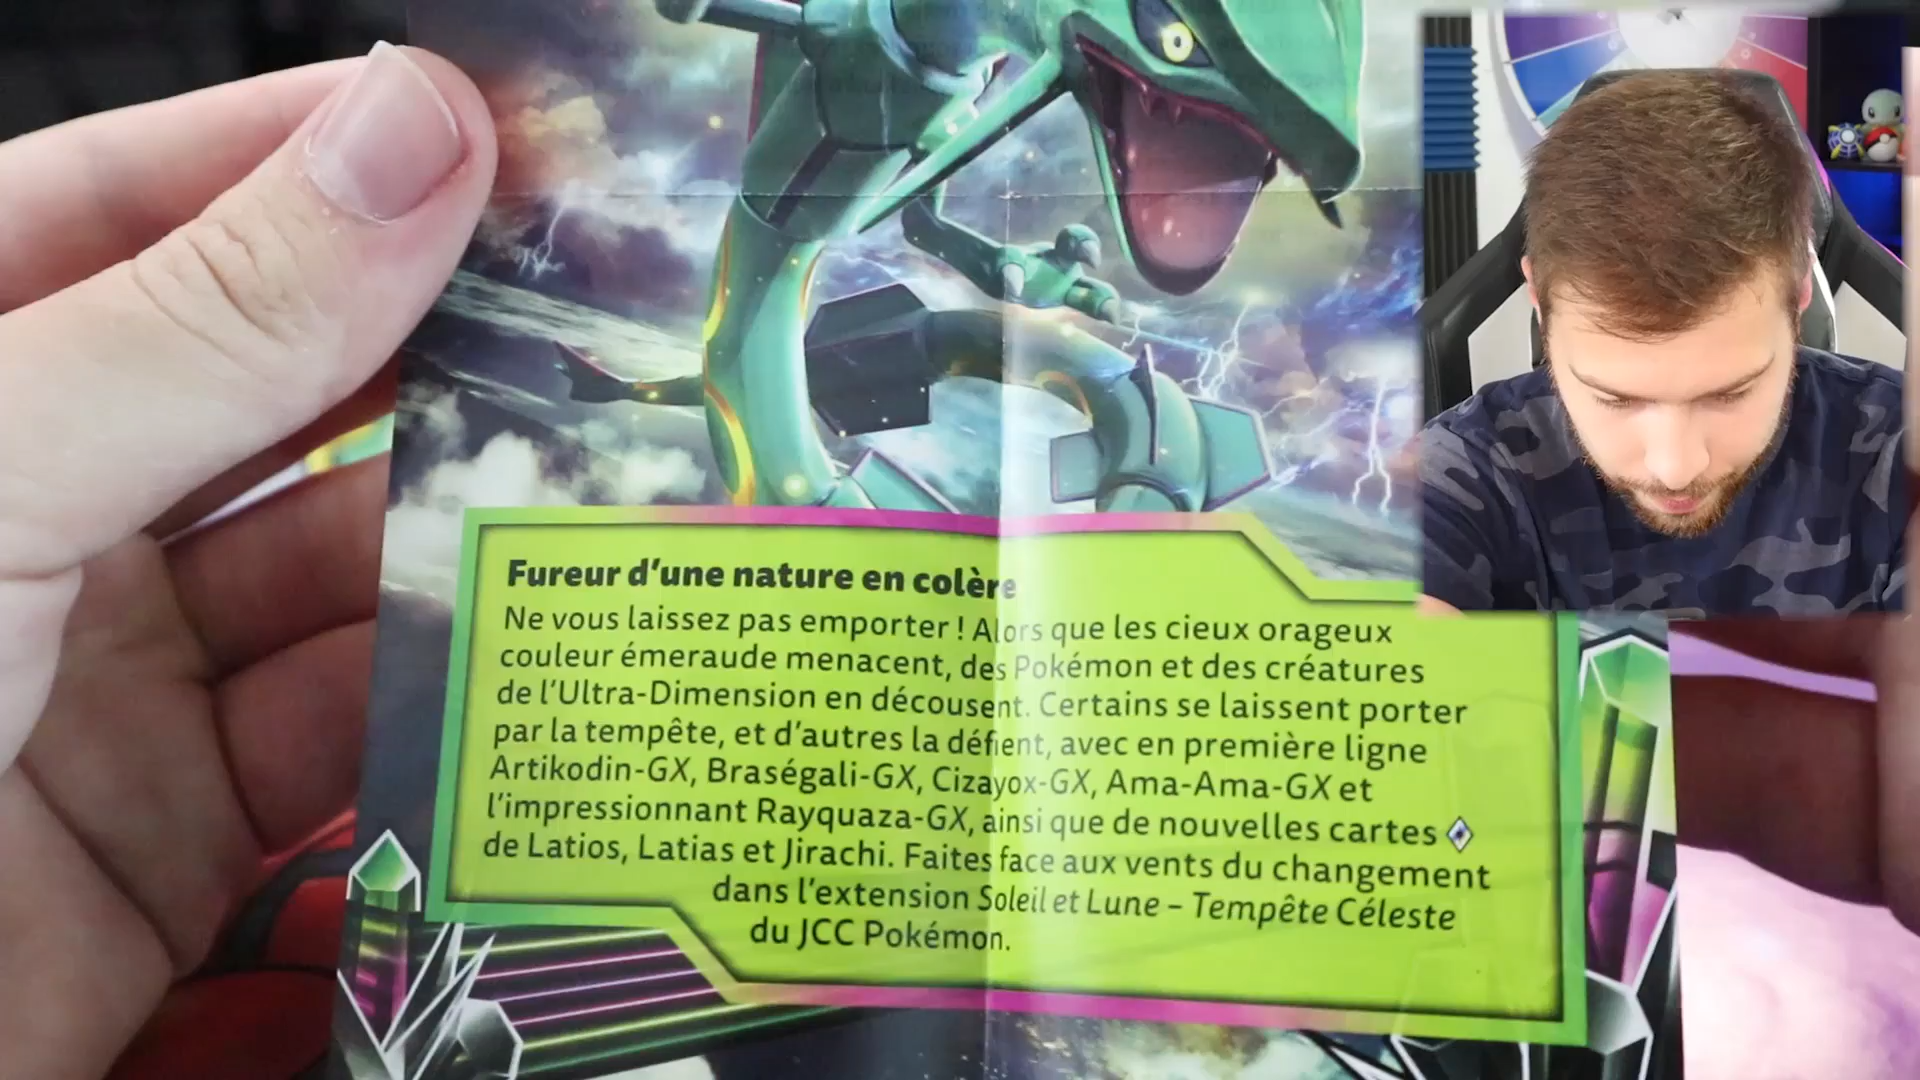 Fureur d'une nature en colère
Ne vous laissez pas emporter ! Alors que les cieux orageux
couleur émeraude menacent, des Pokémon et des créatures
de l'Ultra-Dimension en décousent. Certains se laissent porter
par la tempête, et d'autres la défient, avec en première ligne
Artikodin-GX, Braségali-GX, Cizayox-GX, Ama-Ama-GX et
l'impressionnant Rayquaza-GX, ainsi que de nouvelles cartes
de Latios, Latias et Jirachi. Faites face aux vents du changement
dans l'extension Soleil et Lune – Tempête Céleste
du JCC Pokémon.